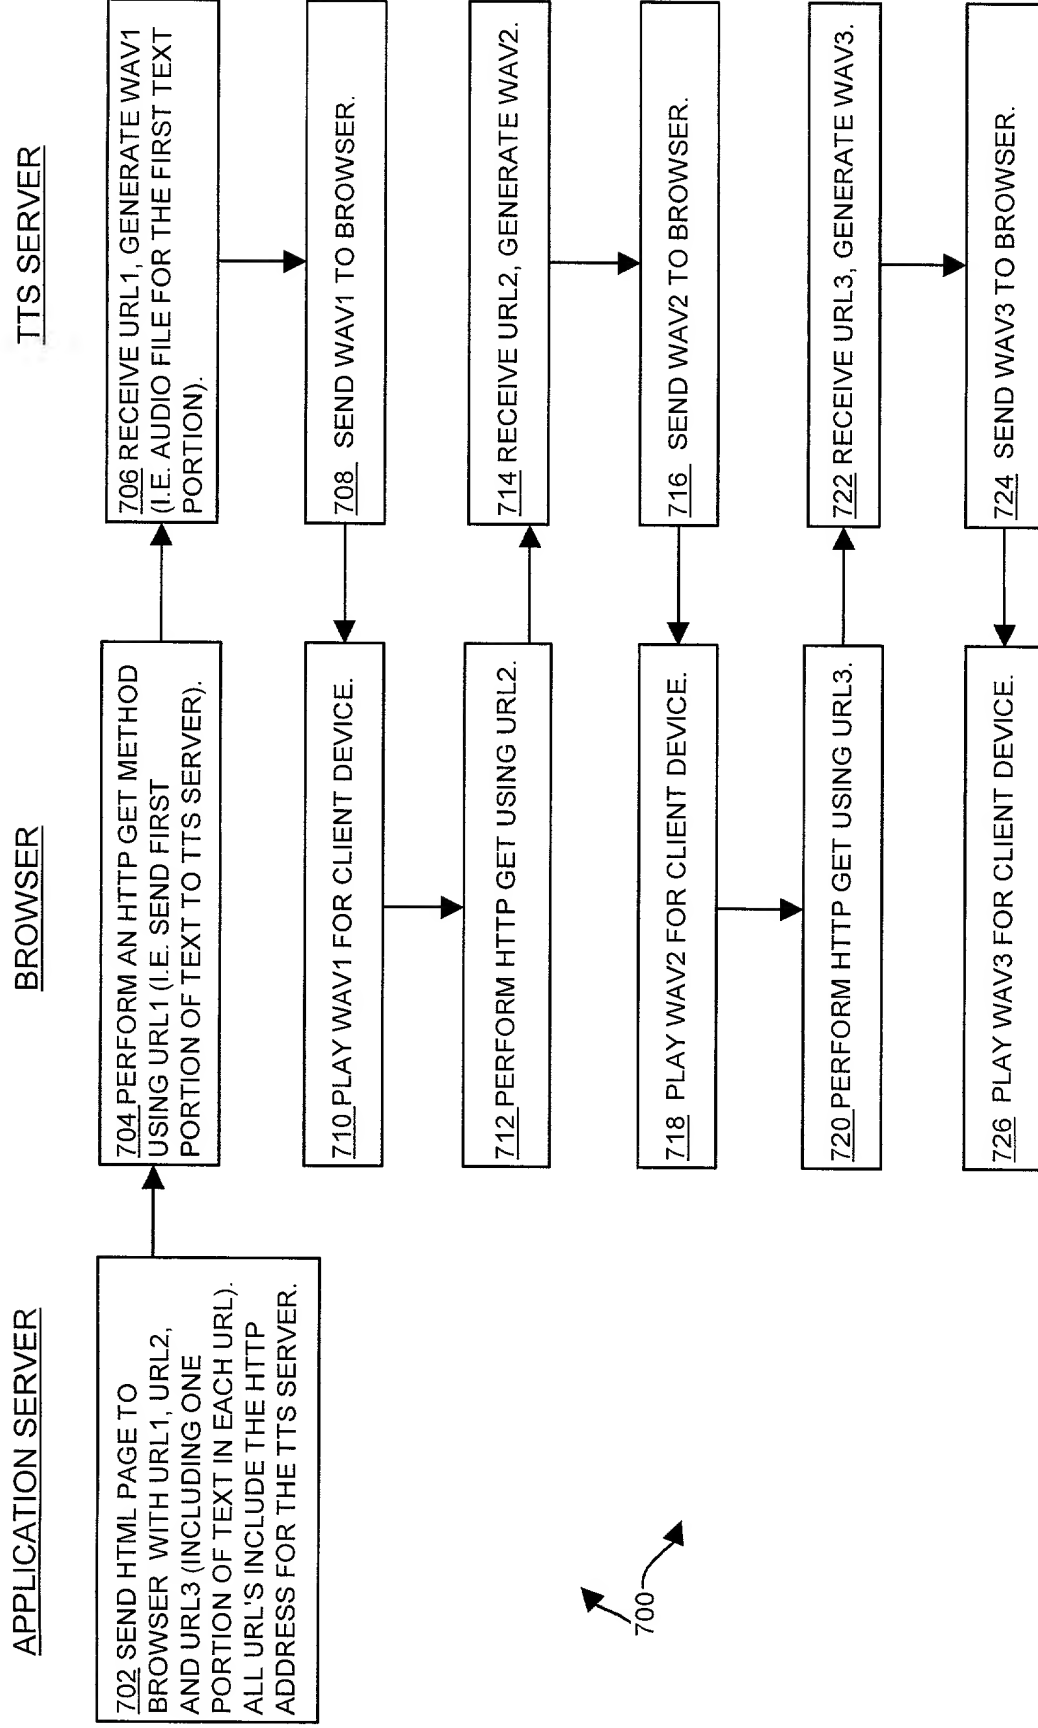 APPLICATION SERVER
BROWSER
TTS SERVER
702 SEND HTML PAGE TO
BROWSER WITH URL1, URL2,
AND URL3 (INCLUDING ONE
PORTION OF TEXT IN EACH URL).
ALL URL'S INCLUDE THE HTTP
ADDRESS FOR THE TTS SERVER.
704 PERFORM AN HTTP GET METHOD
USING URL1 (I.E. SEND FIRST
PORTION OF TEXT TO TTS SERVER).
706 RECEIVE URL1, GENERATE WAV1
(I.E. AUDIO FILE FOR THE FIRST TEXT
PORTION).
708 SEND WAV1 TO BROWSER.
710 PLAY WAV1 FOR CLIENT DEVICE.
712 PERFORM HTTP GET USING URL2.
714 RECEIVE URL2, GENERATE WAV2.
716 SEND WAV2 TO BROWSER.
718 PLAY WAV2 FOR CLIENT DEVICE.
720 PERFORM HTTP GET USING URL3.
722 RECEIVE URL3, GENERATE WAV3.
724 SEND WAV3 TO BROWSER.
726 PLAY WAV3 FOR CLIENT DEVICE.
700